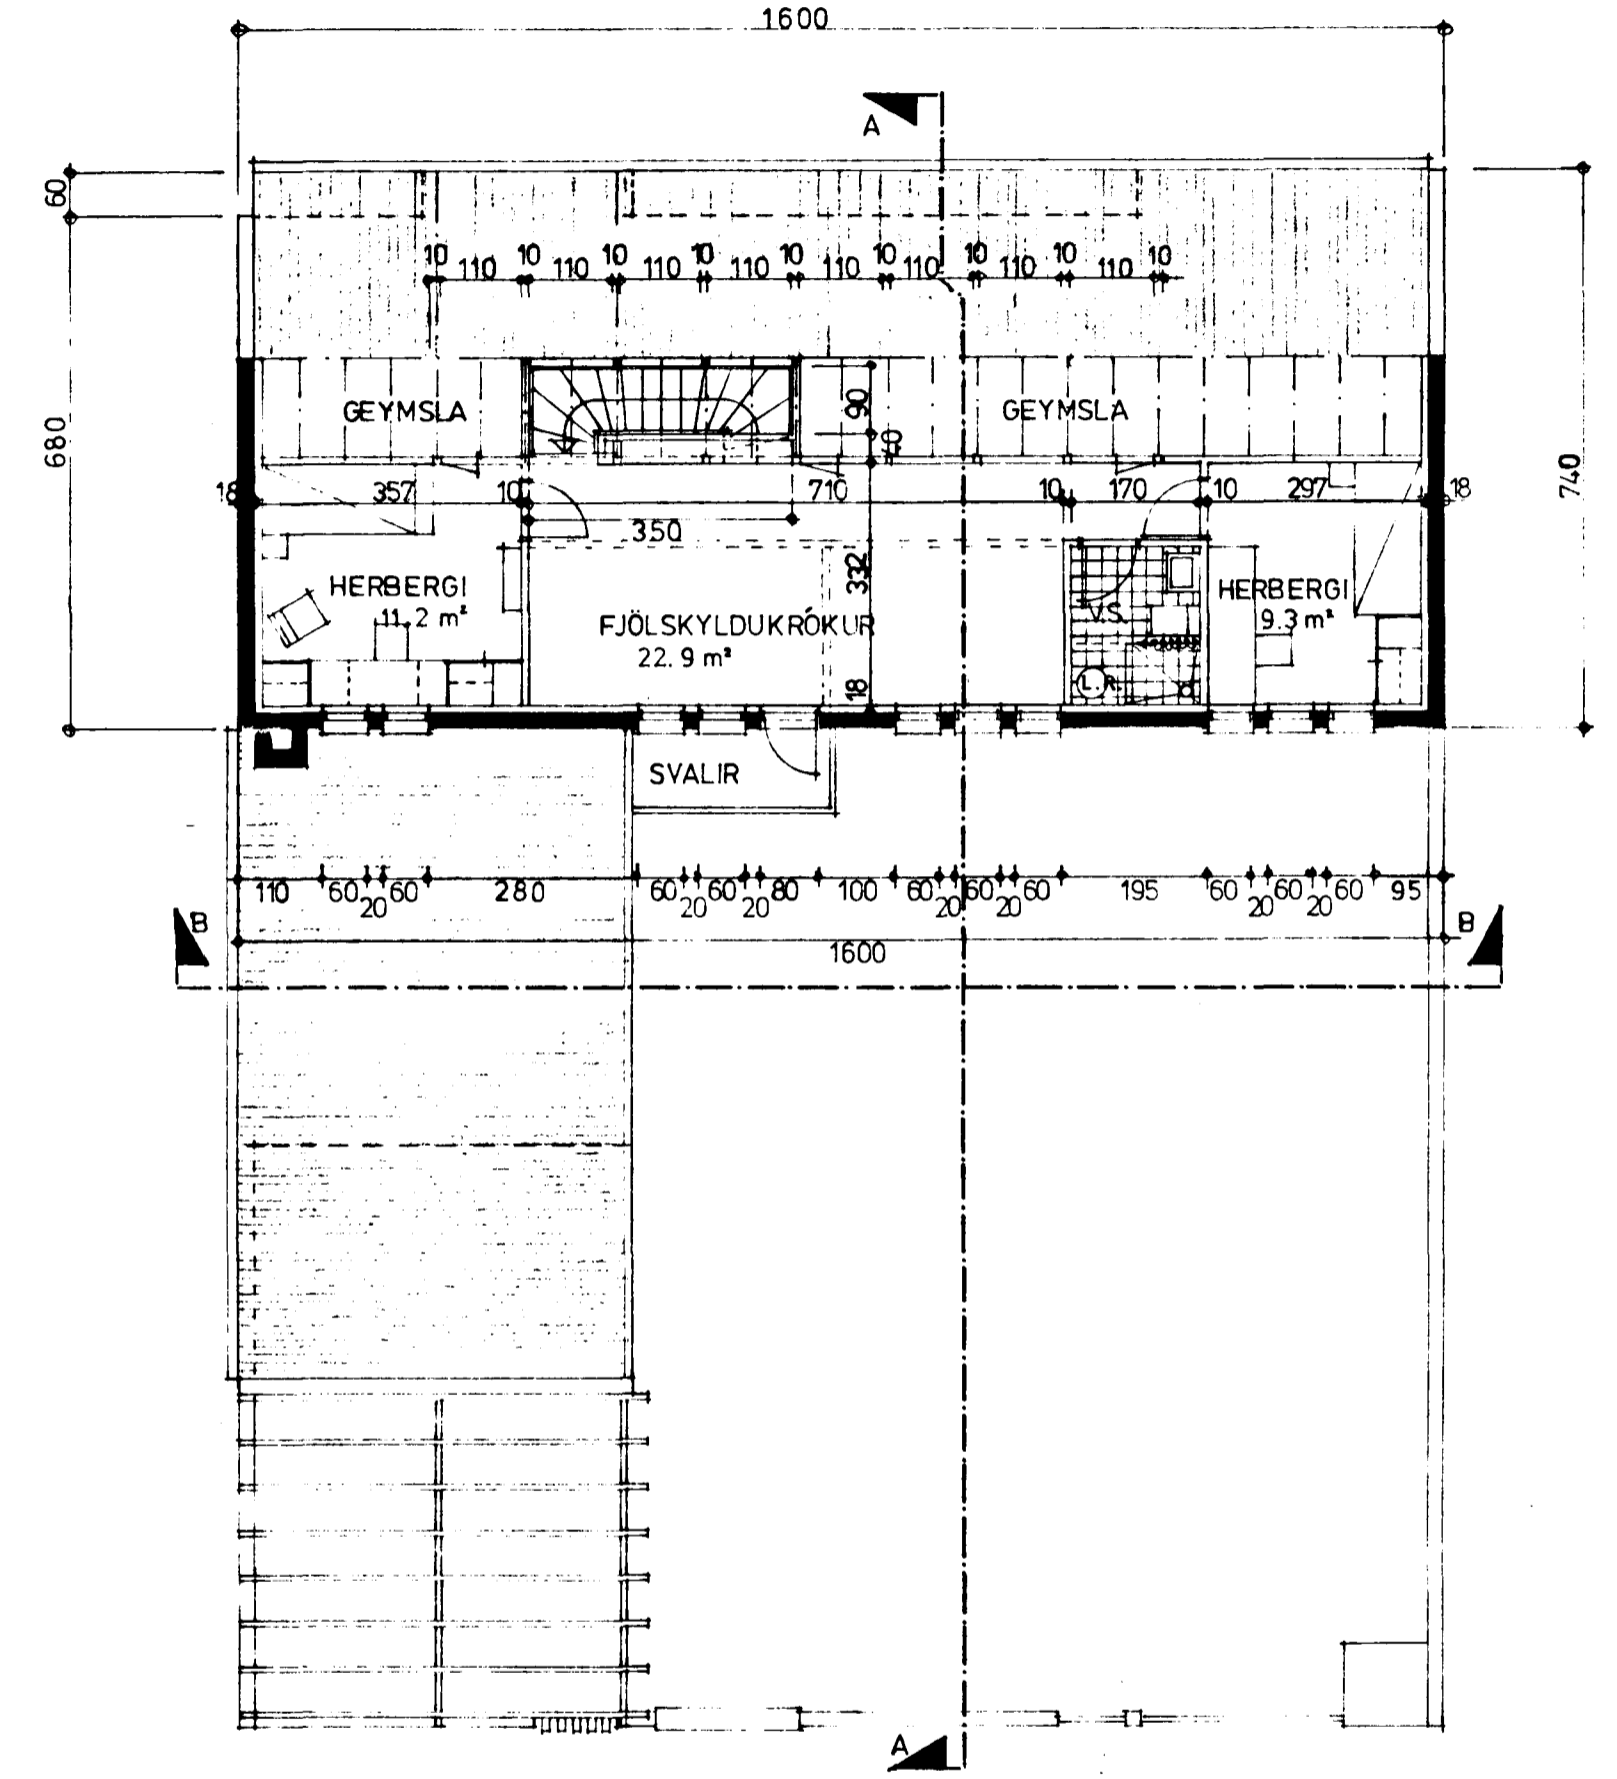 1600
A
60
10 110 10 110 10 110 10 110 10 110 10 110 10 110 10 110 10
GEYMSLA
90
GEYMSLA
40
680
740
18 357 10 710 10 170 10 297 18
350
332
HERBERGI
11.2 m²
FJÖLSKYLDUKRÓKUR
22.9 m²
V.S.
HERBERGI
9.3 m²
L.R.
18
SVALIR
110 60 20 60 280 60 20 60 20 80 100 60 20 60 20 60 195 60 20 60 20 60 95
B
B
1600
A